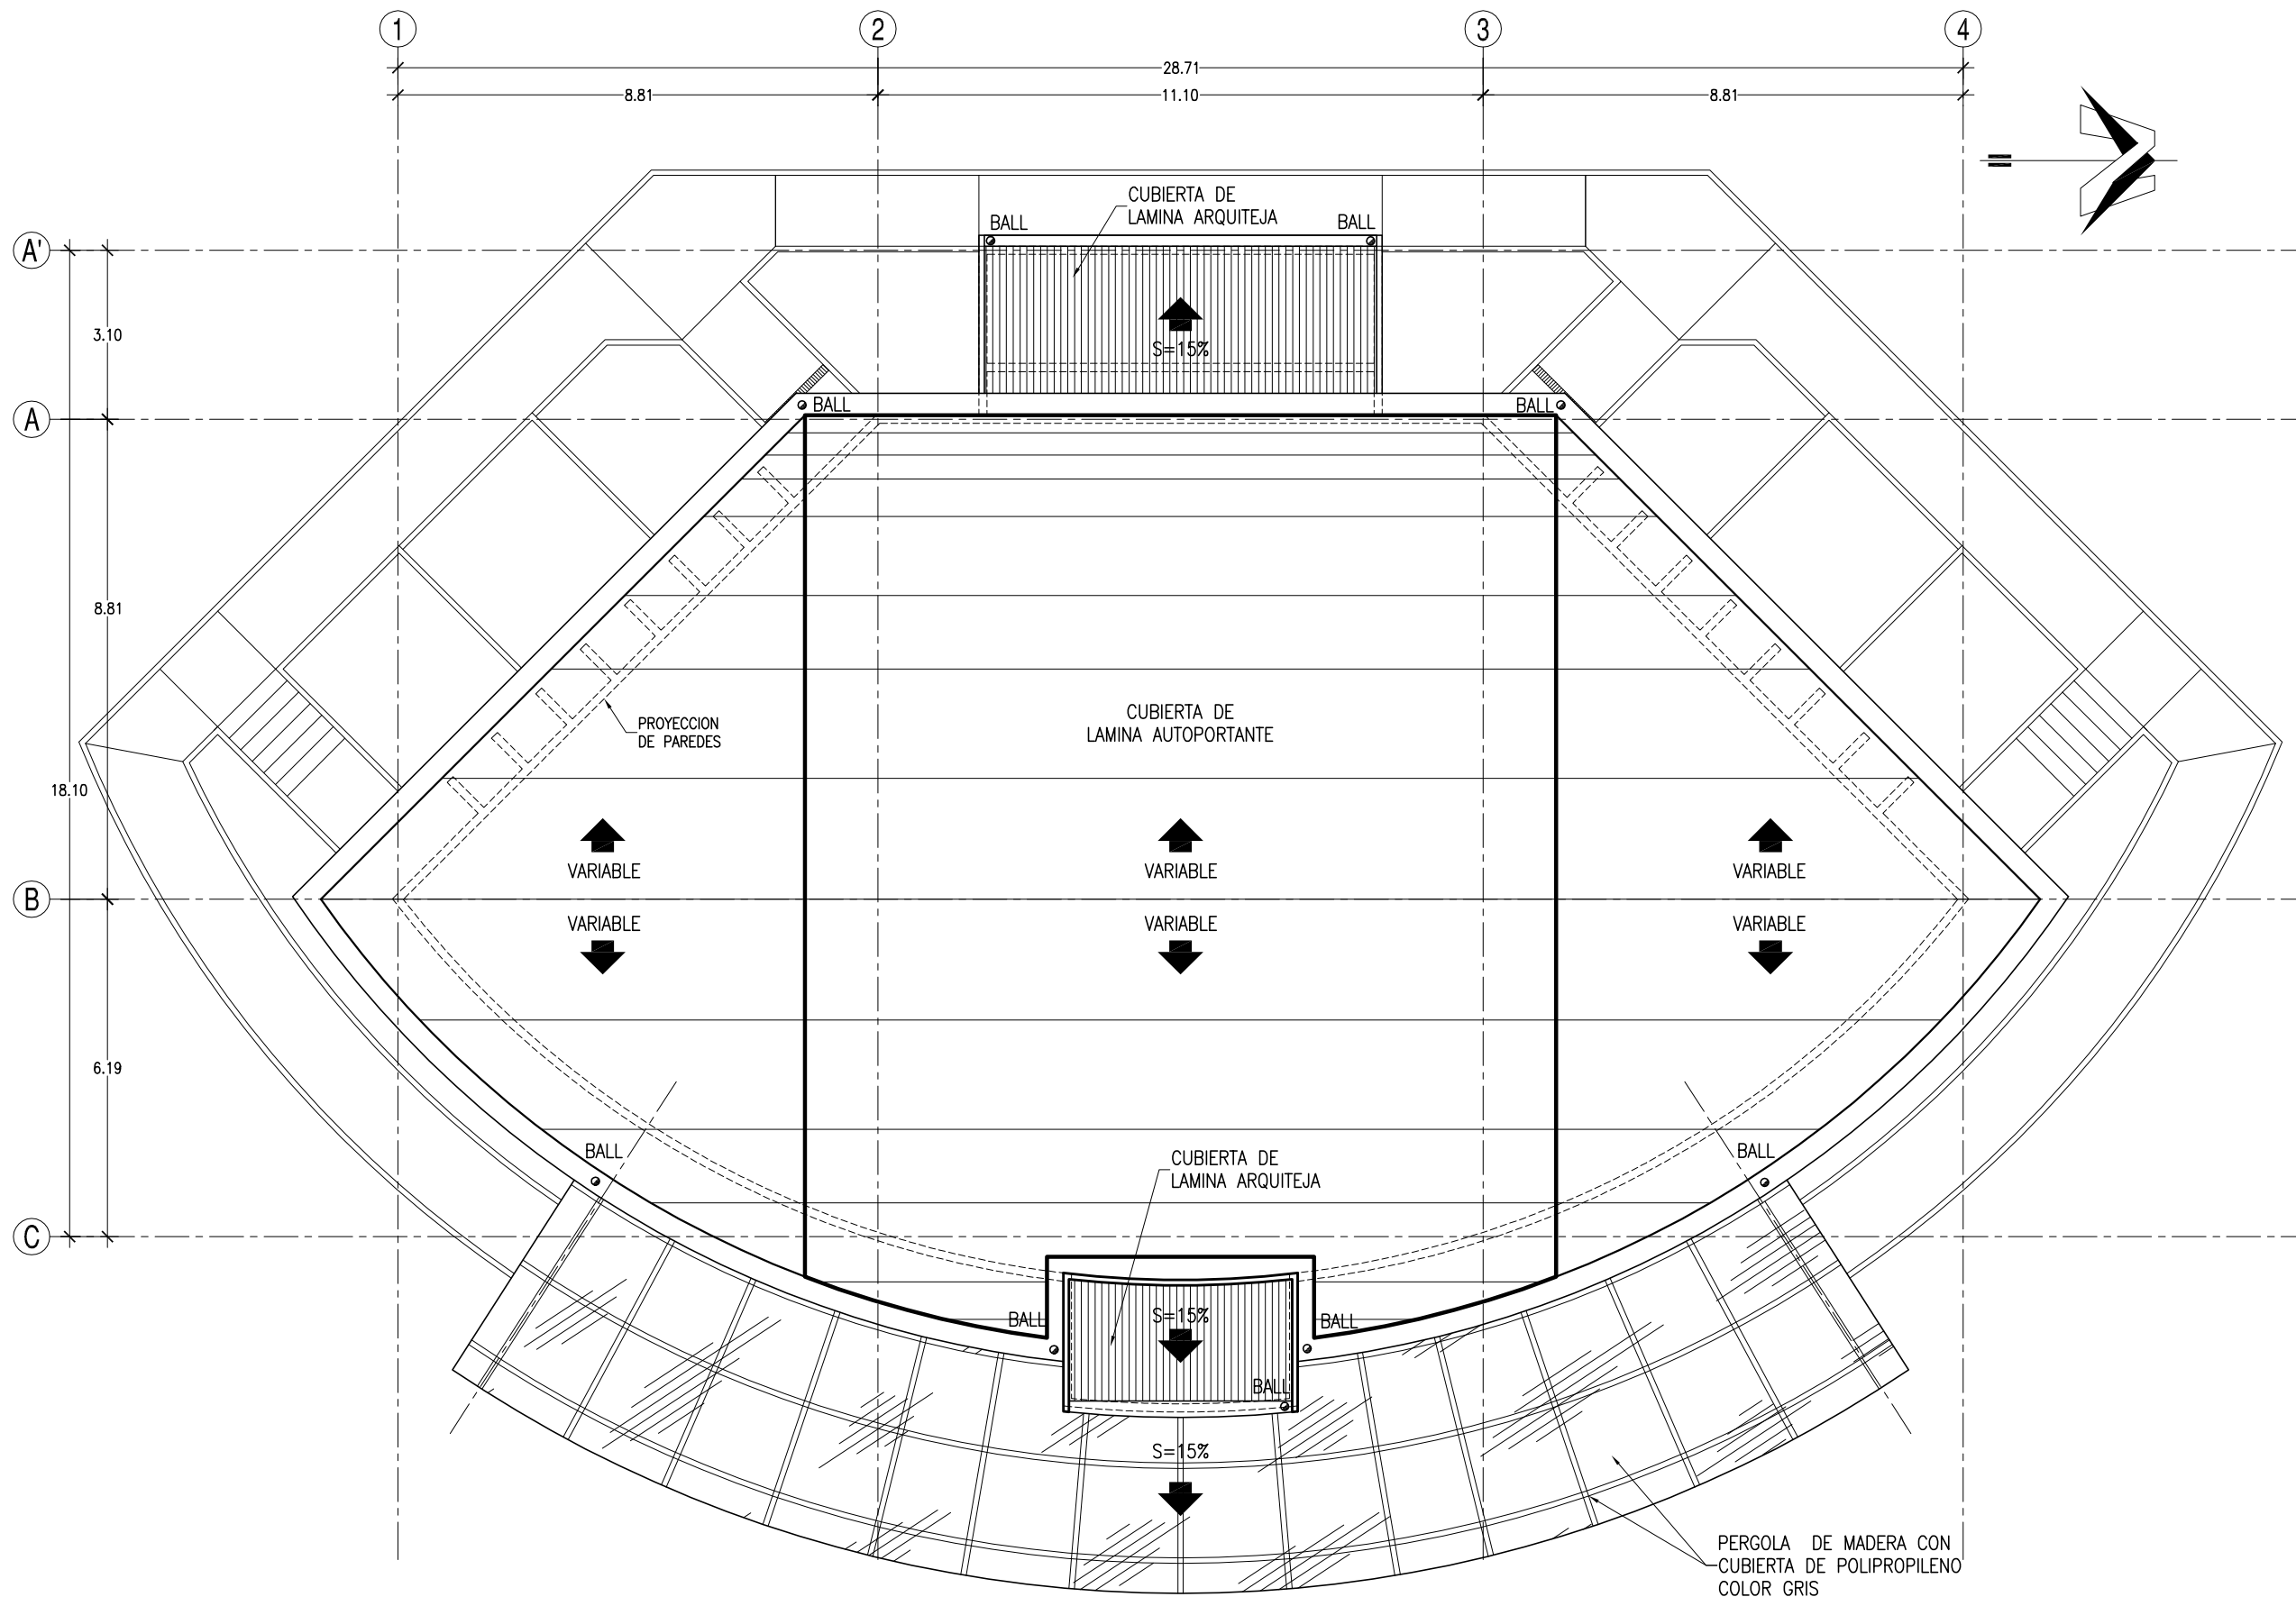 1
2
3
4
28.71
8.81
11.10
8.81
CUBIERTA DE
LAMINA ARQUITEJA
BALL
BALL
A'
3.10
S=15%
A
BALL
BALL
8.81
CUBIERTA DE
LAMINA AUTOPORTANTE
PROYECCION
DE PAREDES
18.10
VARIABLE
VARIABLE
VARIABLE
B
VARIABLE
VARIABLE
VARIABLE
6.19
BALL
BALL
CUBIERTA DE
LAMINA ARQUITEJA
C
BALL
S=15%
BALL
BALL
S=15%
PERGOLA DE MADERA CON
CUBIERTA DE POLIPROPILENO
COLOR GRIS